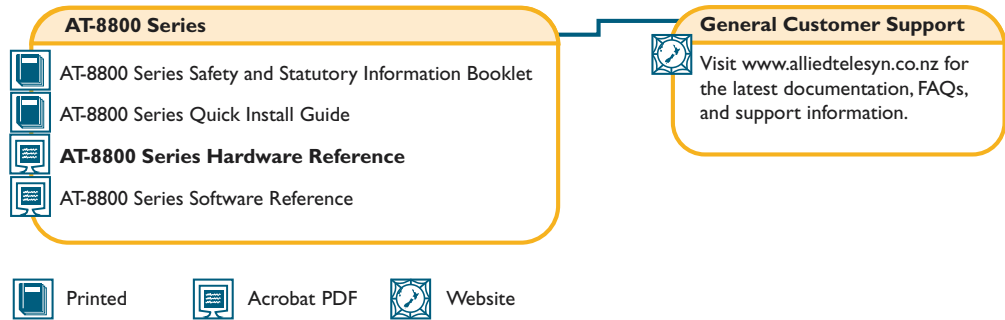 AT-8800 Series
AT-8800 Series Safety and Statutory Information Booklet
AT-8800 Series Quick Install Guide
AT-8800 Series Hardware Reference
AT-8800 Series Software Reference
General Customer Support
Visit www.alliedtelesyn.co.nz for
the latest documentation, FAQs,
and support information.
Printed
Acrobat PDF
Website